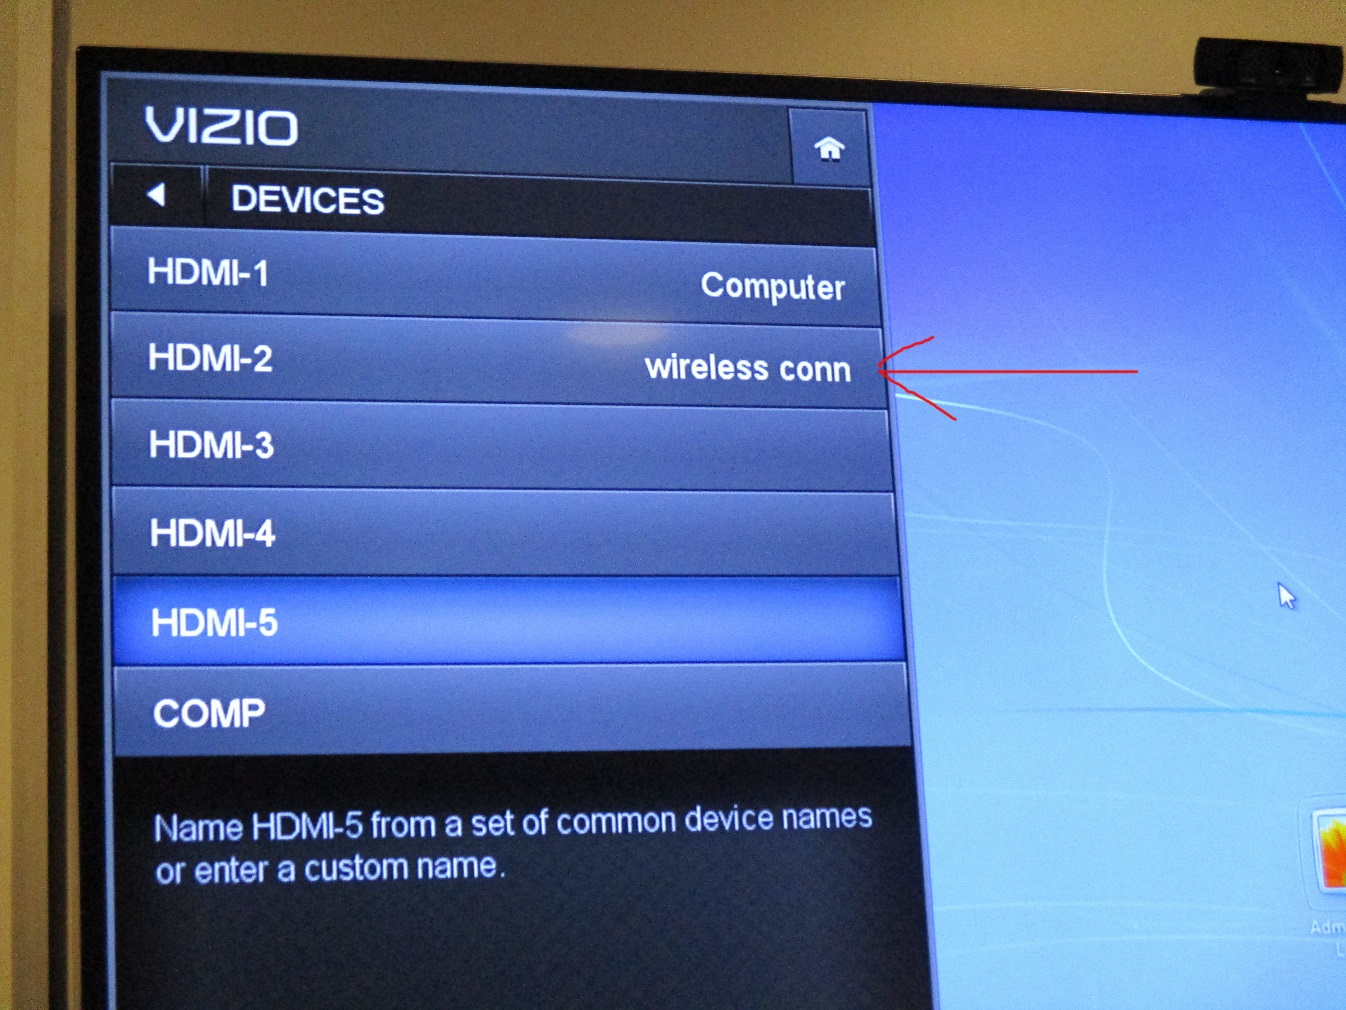 VIZIO
DEVICES
HDMI-1 Computer
HDMI-2 wireless conn
HDMI-3
HDMI-4
HDMI-5
COMP
Name HDMI-5 from a set of common device names
or enter a custom name.
Adm
L